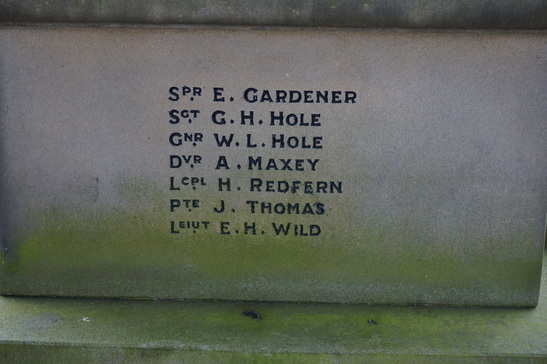 SPR E. GARDENER
SGT G. H. HOLE
GNR W. L. HOLE
DVR A. MAXEY
LCPL H. REDFERN
PTE J. THOMAS
LEIUT E. H. WILD